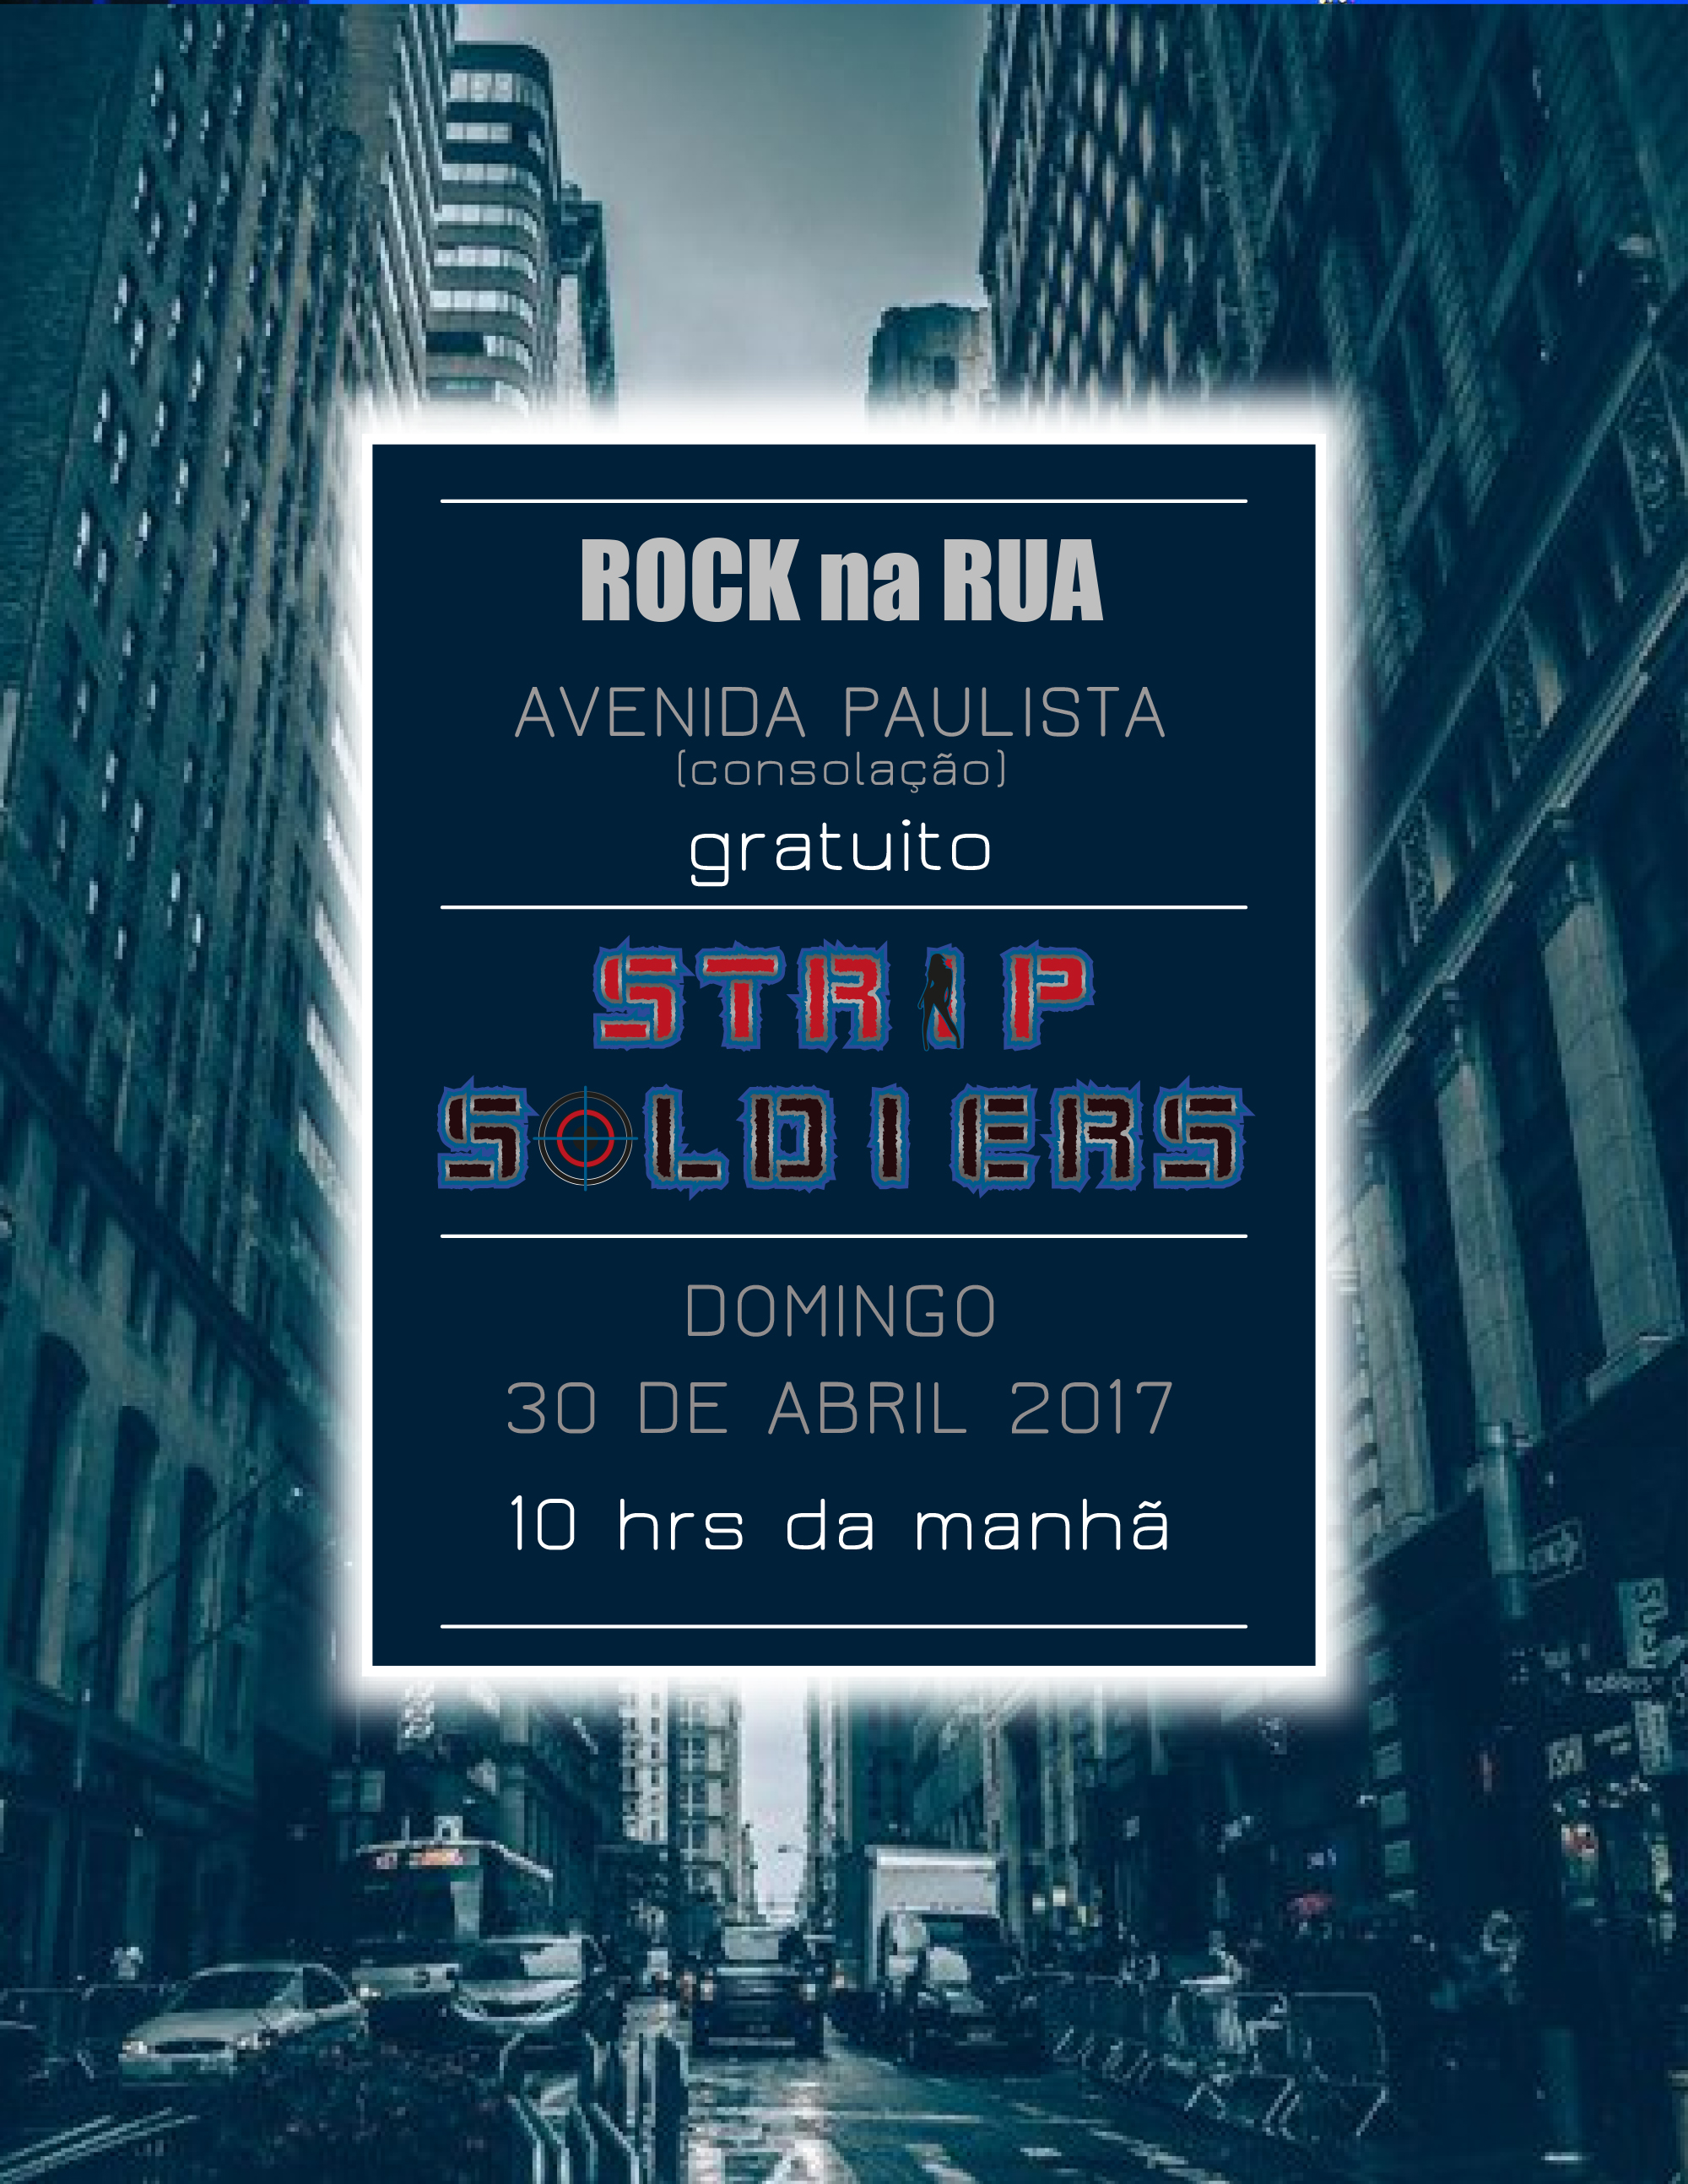 ROCK na RUA
AVENIDA PAULISTA
(consolação)
gratuito
STRIP
SOLDIERS
DOMINGO
30 DE ABRIL 2017
10 hrs da manhã